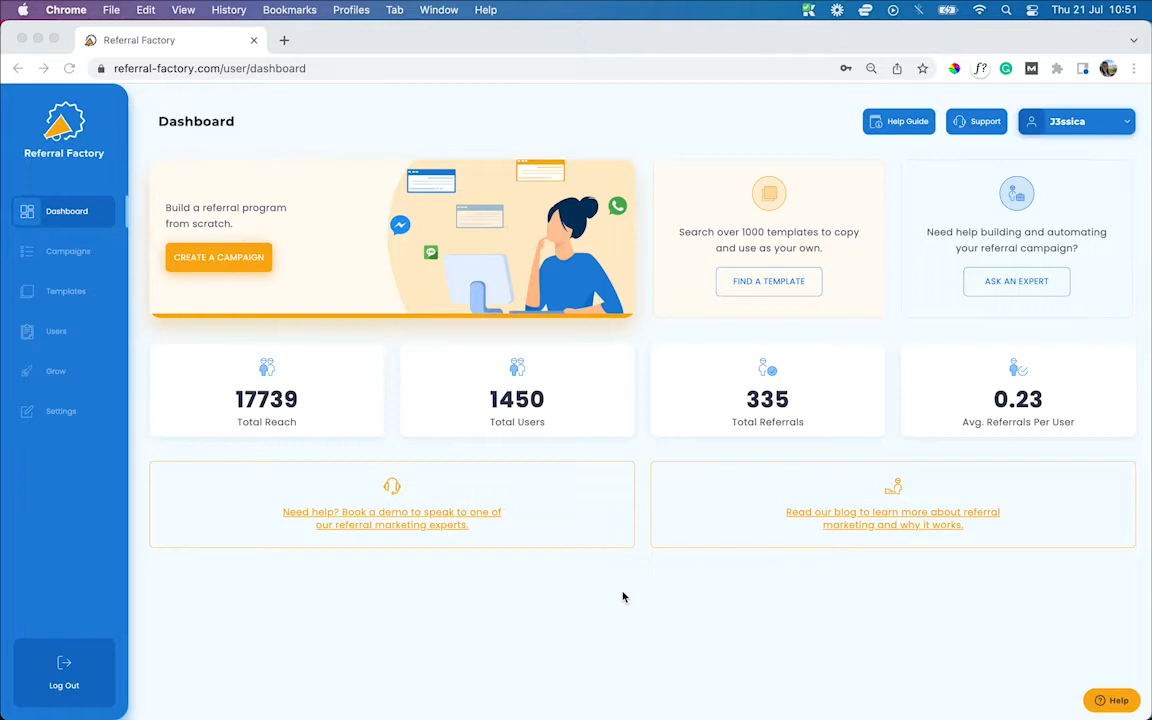 Chrome File Edit View History Bookmarks Profiles Tab Window Help Thu 21 Jul 10:51
Referral Factory
referral-factory.com/user/dashboard
Referral Factory
Dashboard
Campaigns
Templates
Users
Grow
Settings
Log Out
Dashboard
Help Guide
Support
J3ssica
Build a referral program
from scratch.
CREATE A CAMPAIGN
Search over 1000 templates to copy
and use as your own.
FIND A TEMPLATE
Need help building and automating
your referral campaign?
ASK AN EXPERT
17739
Total Reach
1450
Total Users
335
Total Referrals
0.23
Avg. Referrals Per User
Need help? Book a demo to speak to one of
our referral marketing experts.
Read our blog to learn more about referral
marketing and why it works.
Help